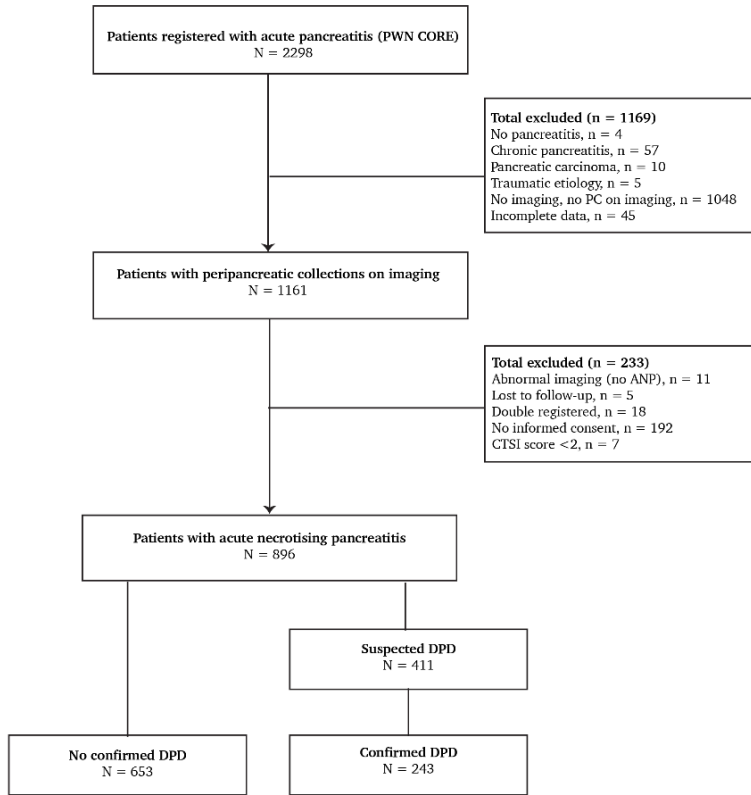 Patients registered with acute pancreatitis (PWN CORE)
N = 2298
Total excluded (n = 1169)
No pancreatitis, n = 4
Chronic pancreatitis, n = 57
Pancreatic carcinoma, n = 10
Traumatic etiology, n = 5
No imaging, no PC on imaging, n = 1048
Incomplete data, n = 45
Patients with peripancreatic collections on imaging
N = 1161
Total excluded (n = 233)
Abnormal imaging (no ANP), n = 11
Lost to follow-up, n = 5
Double registered, n = 18
No informed consent, n = 192
CTSI score <2, n = 7
Patients with acute necrotising pancreatitis
N = 896
Suspected DPD
N = 411
No confirmed DPD
N = 653
Confirmed DPD
N = 243